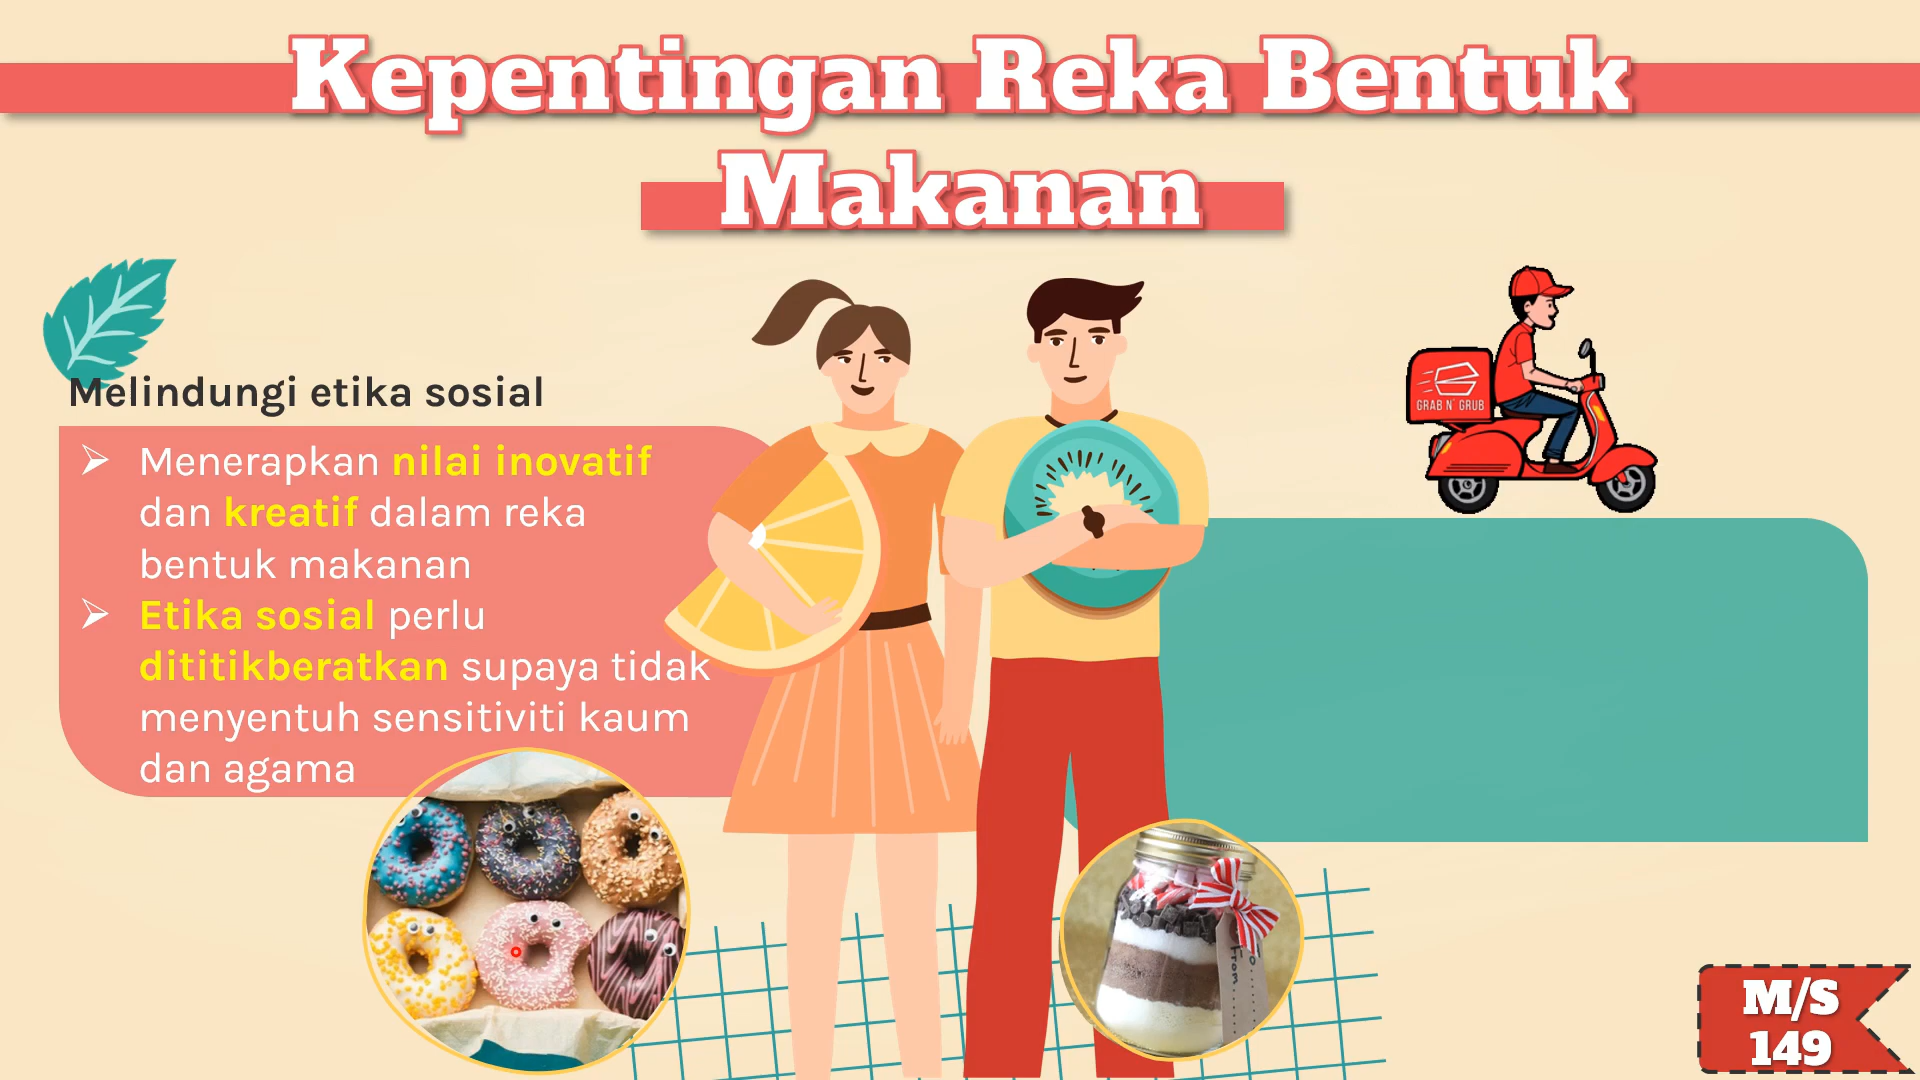 Kepentingan Reka Bentuk
Makanan
Melindungi etika sosial
➢ Menerapkan nilai inovatif
dan kreatif dalam reka
bentuk makanan
➢ Etika sosial perlu
dititikberatkan supaya tidak
menyentuh sensitiviti kaum
dan agama
GRAB N' GRUB
From......
M/S
149